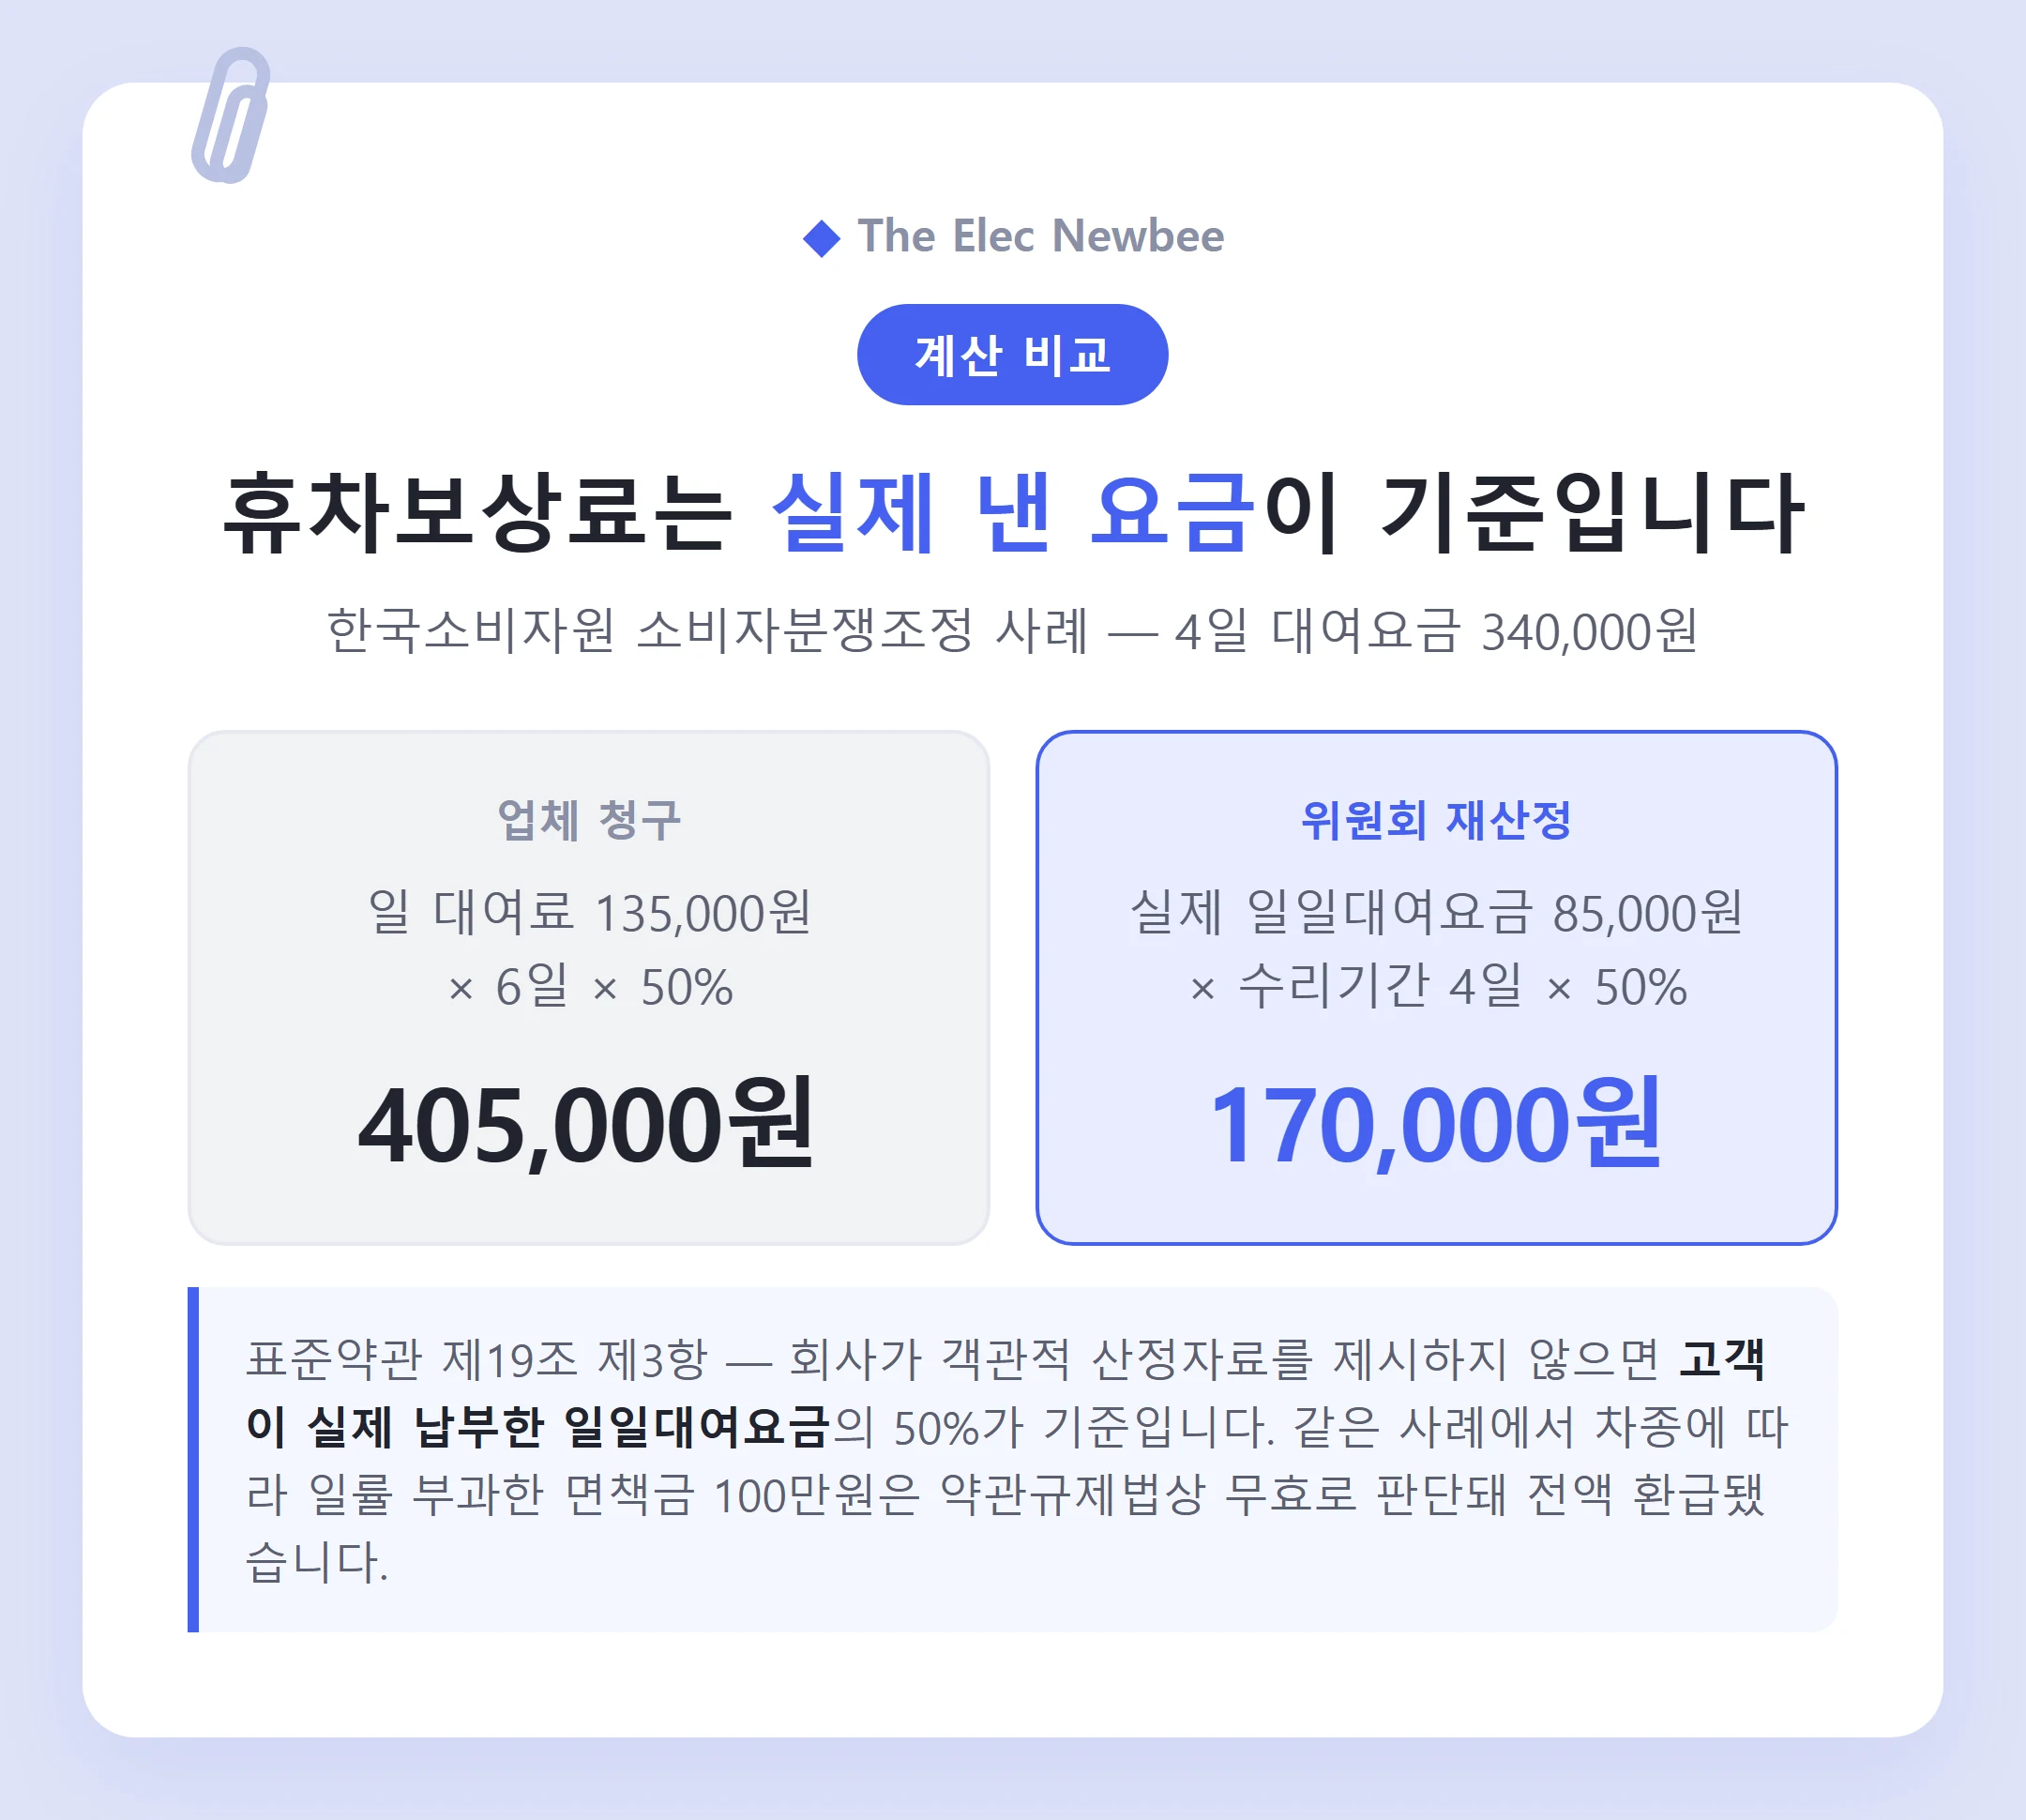 ◆ The Elec Newbee
계산 비교
휴차보상료는 실제 낸 요금이 기준입니다
한국소비자원 소비자분쟁조정 사례 — 4일 대여요금 340,000원
업체 청구
일 대여료 135,000원
× 6일 × 50%
405,000원
위원회 재산정
실제 일일대여요금 85,000원
× 수리기간 4일 × 50%
170,000원
표준약관 제19조 제3항 — 회사가 객관적 산정자료를 제시하지 않으면 고객
이 실제 납부한 일일대여요금의 50%가 기준입니다. 같은 사례에서 차종에 따
라 일률 부과한 면책금 100만원은 약관규제법상 무효로 판단돼 전액 환급됐
습니다.